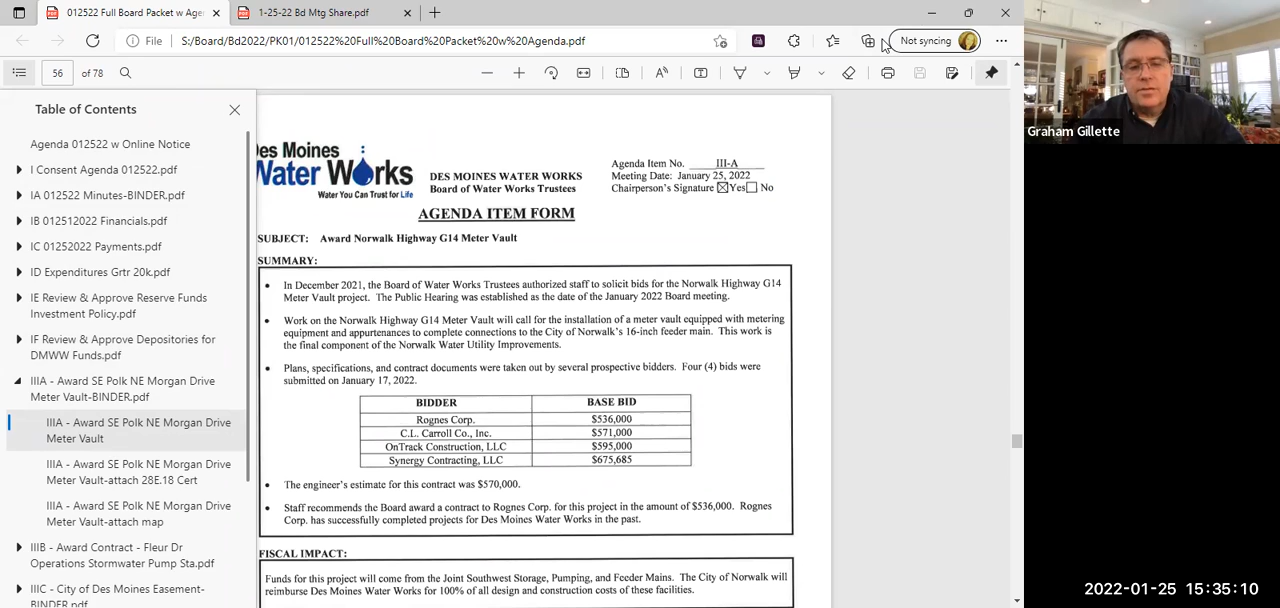 012522 Full Board Packet w Ager
1-25-22 Bd Mtg Share.pdf
File
S:/Board/Bd2022/PK01/012522%20Full%20Board%20Packet%20w%20Agenda.pdf
Not syncing
56
of 78
Table of Contents
Agenda 012522 w Online Notice
I Consent Agenda 012522.pdf
IA 012522 Minutes-BINDER.pdf
IB 012512022 Financials.pdf
IC 01252022 Payments.pdf
ID Expenditures Grtr 20k.pdf
IE Review & Approve Reserve Funds
Investment Policy.pdf
IF Review & Approve Depositories for
DMWW Funds.pdf
IIIA - Award SE Polk NE Morgan Drive
Meter Vault-BINDER.pdf
IIIA - Award SE Polk NE Morgan Drive
Meter Vault
IIIA - Award SE Polk NE Morgan Drive
Meter Vault-attach 28E.18 Cert
IIIA - Award SE Polk NE Morgan Drive
Meter Vault-attach map
IIIB - Award Contract - Fleur Dr
Operations Stormwater Pump Sta.pdf
IIIC - City of Des Moines Easement-
BINDER.pdf
Des Moines
Water Works
Water You Can Trust for Life
DES MOINES WATER WORKS
Board of Water Works Trustees
Agenda Item No. III-A
Meeting Date: January 25, 2022
Chairperson's Signature ☒Yes☐ No
AGENDA ITEM FORM
SUBJECT: Award Norwalk Highway G14 Meter Vault
SUMMARY:
• In December 2021, the Board of Water Works Trustees authorized staff to solicit bids for the Norwalk Highway G14
Meter Vault project. The Public Hearing was established as the date of the January 2022 Board meeting.
• Work on the Norwalk Highway G14 Meter Vault will call for the installation of a meter vault equipped with metering
equipment and appurtenances to complete connections to the City of Norwalk's 16-inch feeder main. This work is
the final component of the Norwalk Water Utility Improvements.
• Plans, specifications, and contract documents were taken out by several prospective bidders. Four (4) bids were
submitted on January 17, 2022.
BIDDER BASE BID
Rognes Corp. $536,000
C.L. Carroll Co., Inc. $571,000
OnTrack Construction, LLC $595,000
Synergy Contracting, LLC $675,685
• The engineer's estimate for this contract was $570,000.
• Staff recommends the Board award a contract to Rognes Corp. for this project in the amount of $536,000. Rognes
Corp. has successfully completed projects for Des Moines Water Works in the past.
FISCAL IMPACT:
Funds for this project will come from the Joint Southwest Storage, Pumping, and Feeder Mains. The City of Norwalk will
reimburse Des Moines Water Works for 100% of all design and construction costs of these facilities.
Graham Gillette
2022-01-25 15:35:10